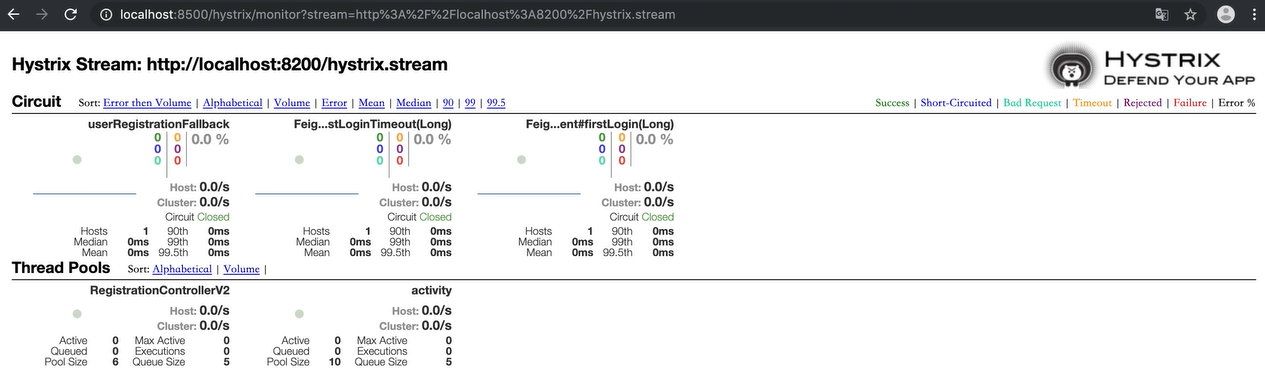 localhost:8500/hystrix/monitor?stream=http%3A%2F%2Flocalhost%3A8200%2Fhystrix.stream
Hystrix Stream: http://localhost:8200/hystrix.stream
HYSTRIX
DEFEND YOUR APP
Circuit Sort: Error then Volume | Alphabetical | Volume | Error | Mean | Median | 90 | 99 | 99.5
Success | Short-Circuited | Bad Request | Timeout | Rejected | Failure | Error %
userRegistrationFallback
0 0 0.0 %
0 0
0 0
Host: 0.0/s
Cluster: 0.0/s
Circuit Closed
Hosts 1 90th 0ms
Median 0ms 99th 0ms
Mean 0ms 99.5th 0ms
Feig...stLoginTimeout(Long)
0 0 0.0 %
0 0
0 0
Host: 0.0/s
Cluster: 0.0/s
Circuit Closed
Hosts 1 90th 0ms
Median 0ms 99th 0ms
Mean 0ms 99.5th 0ms
Feig...ent#firstLogin(Long)
0 0 0.0 %
0 0
0 0
Host: 0.0/s
Cluster: 0.0/s
Circuit Closed
Hosts 1 90th 0ms
Median 0ms 99th 0ms
Mean 0ms 99.5th 0ms
Thread Pools Sort: Alphabetical | Volume |
RegistrationControllerV2
Host: 0.0/s
Cluster: 0.0/s
Active 0 Max Active 0
Queued 0 Executions 0
Pool Size 6 Queue Size 5
activity
Host: 0.0/s
Cluster: 0.0/s
Active 0 Max Active 0
Queued 0 Executions 0
Pool Size 10 Queue Size 5